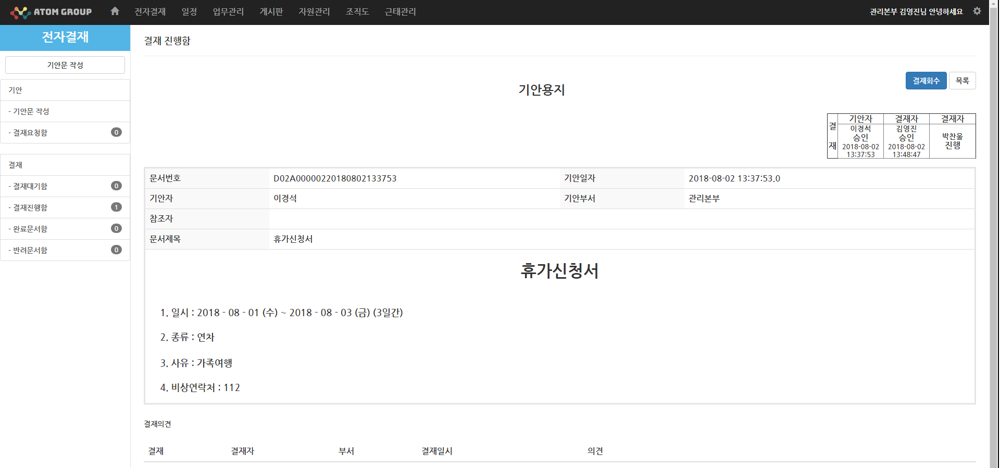 ATOM GROUP 전자결재 일정 업무관리 게시판 자원관리 조직도 근태관리 관리본부 김영진님 안녕하세요
전자결재
기안문 작성
기안
- 기안문 작성
- 결재요청함 0
결재
- 결재대기함 0
- 결재진행함 1
- 완료문서함 0
- 반려문서함 0
결재 진행함
결재회수 목록
기안용지
결재
기안자 결재자 결재자
이경석 김영진 박찬울
승인 승인 진행
2018-08-02 2018-08-02
13:37:53 13:48:47
문서번호 D02A00000220180802133753 기안일자 2018-08-02 13:37:53.0
기안자 이경석 기안부서 관리본부
참조자
문서제목 휴가신청서
휴가신청서
1. 일시 : 2018 - 08 - 01 (수) ~ 2018 - 08 - 03 (금) (3일간)
2. 종류 : 연차
3. 사유 : 가족여행
4. 비상연락처 : 112
결재의견
결재 결재자 부서 결재일시 의견